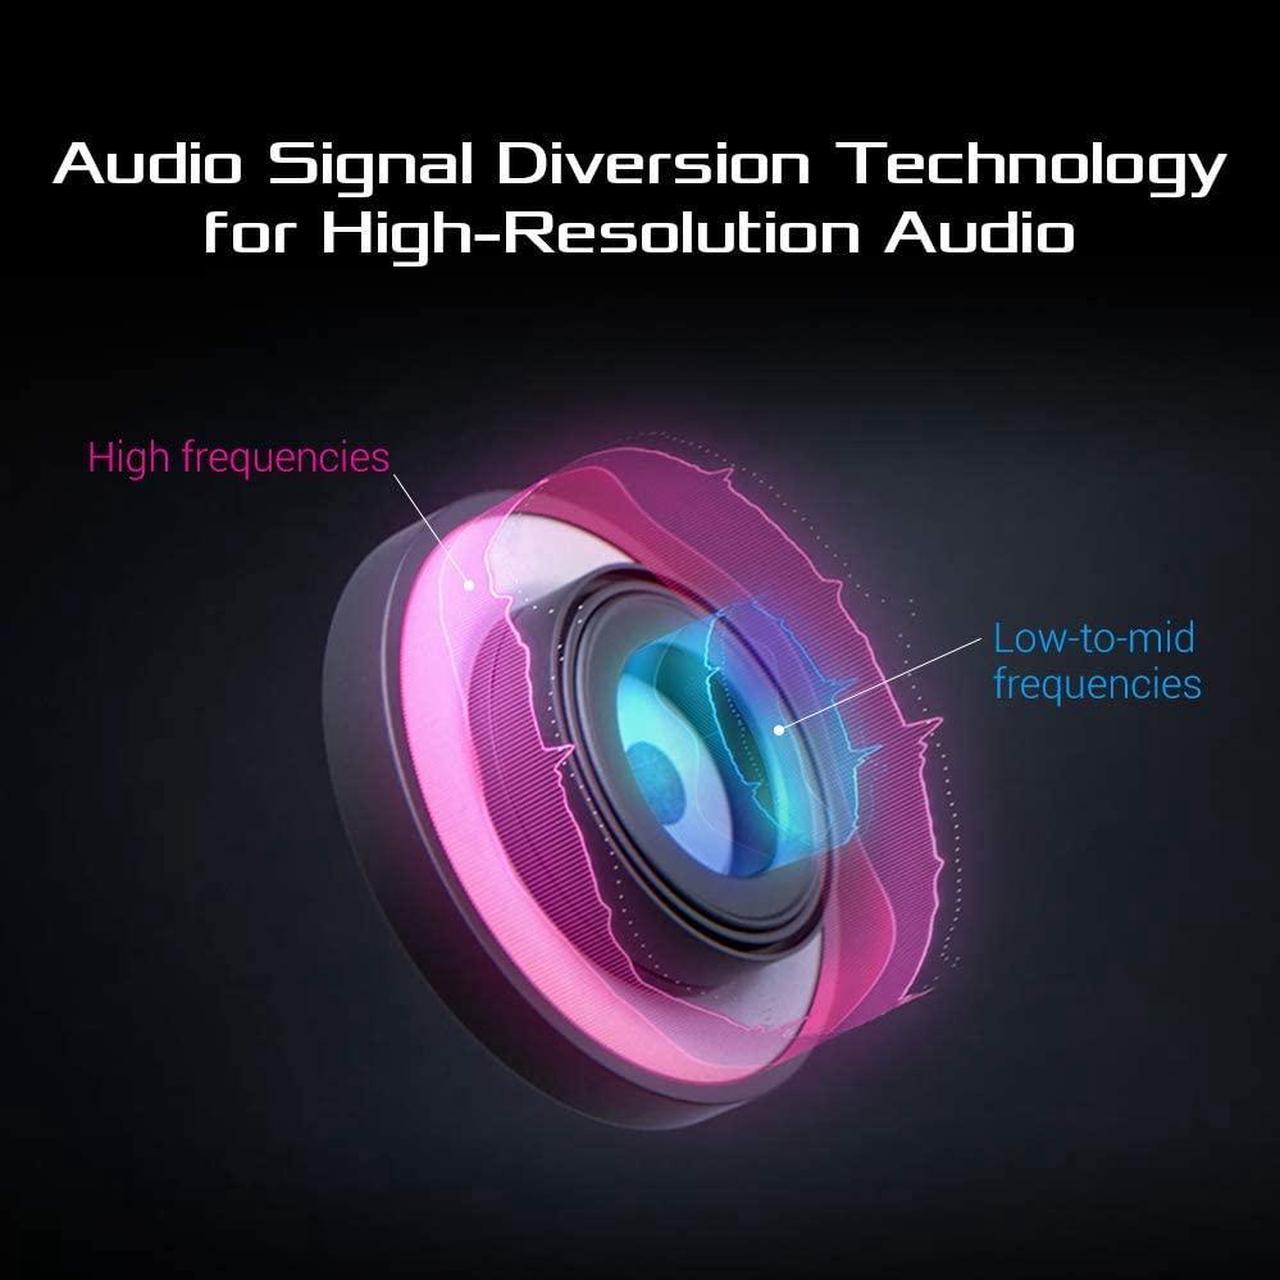 Audio Signal Diversion Technology
for High-Resolution Audio
High frequencies
Low-to-mid
frequencies